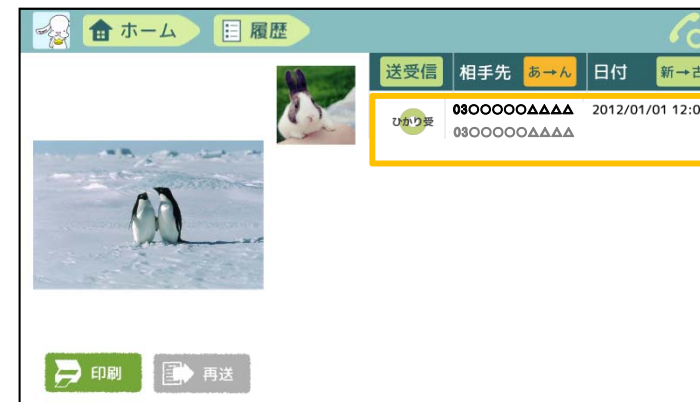 ホーム 履歴
送受信 相手先 あ→ん 日付 新→古
ひかり受 03○○○○○△△△△ 2012/01/01 12:0
03○○○○○△△△△
印刷 再送